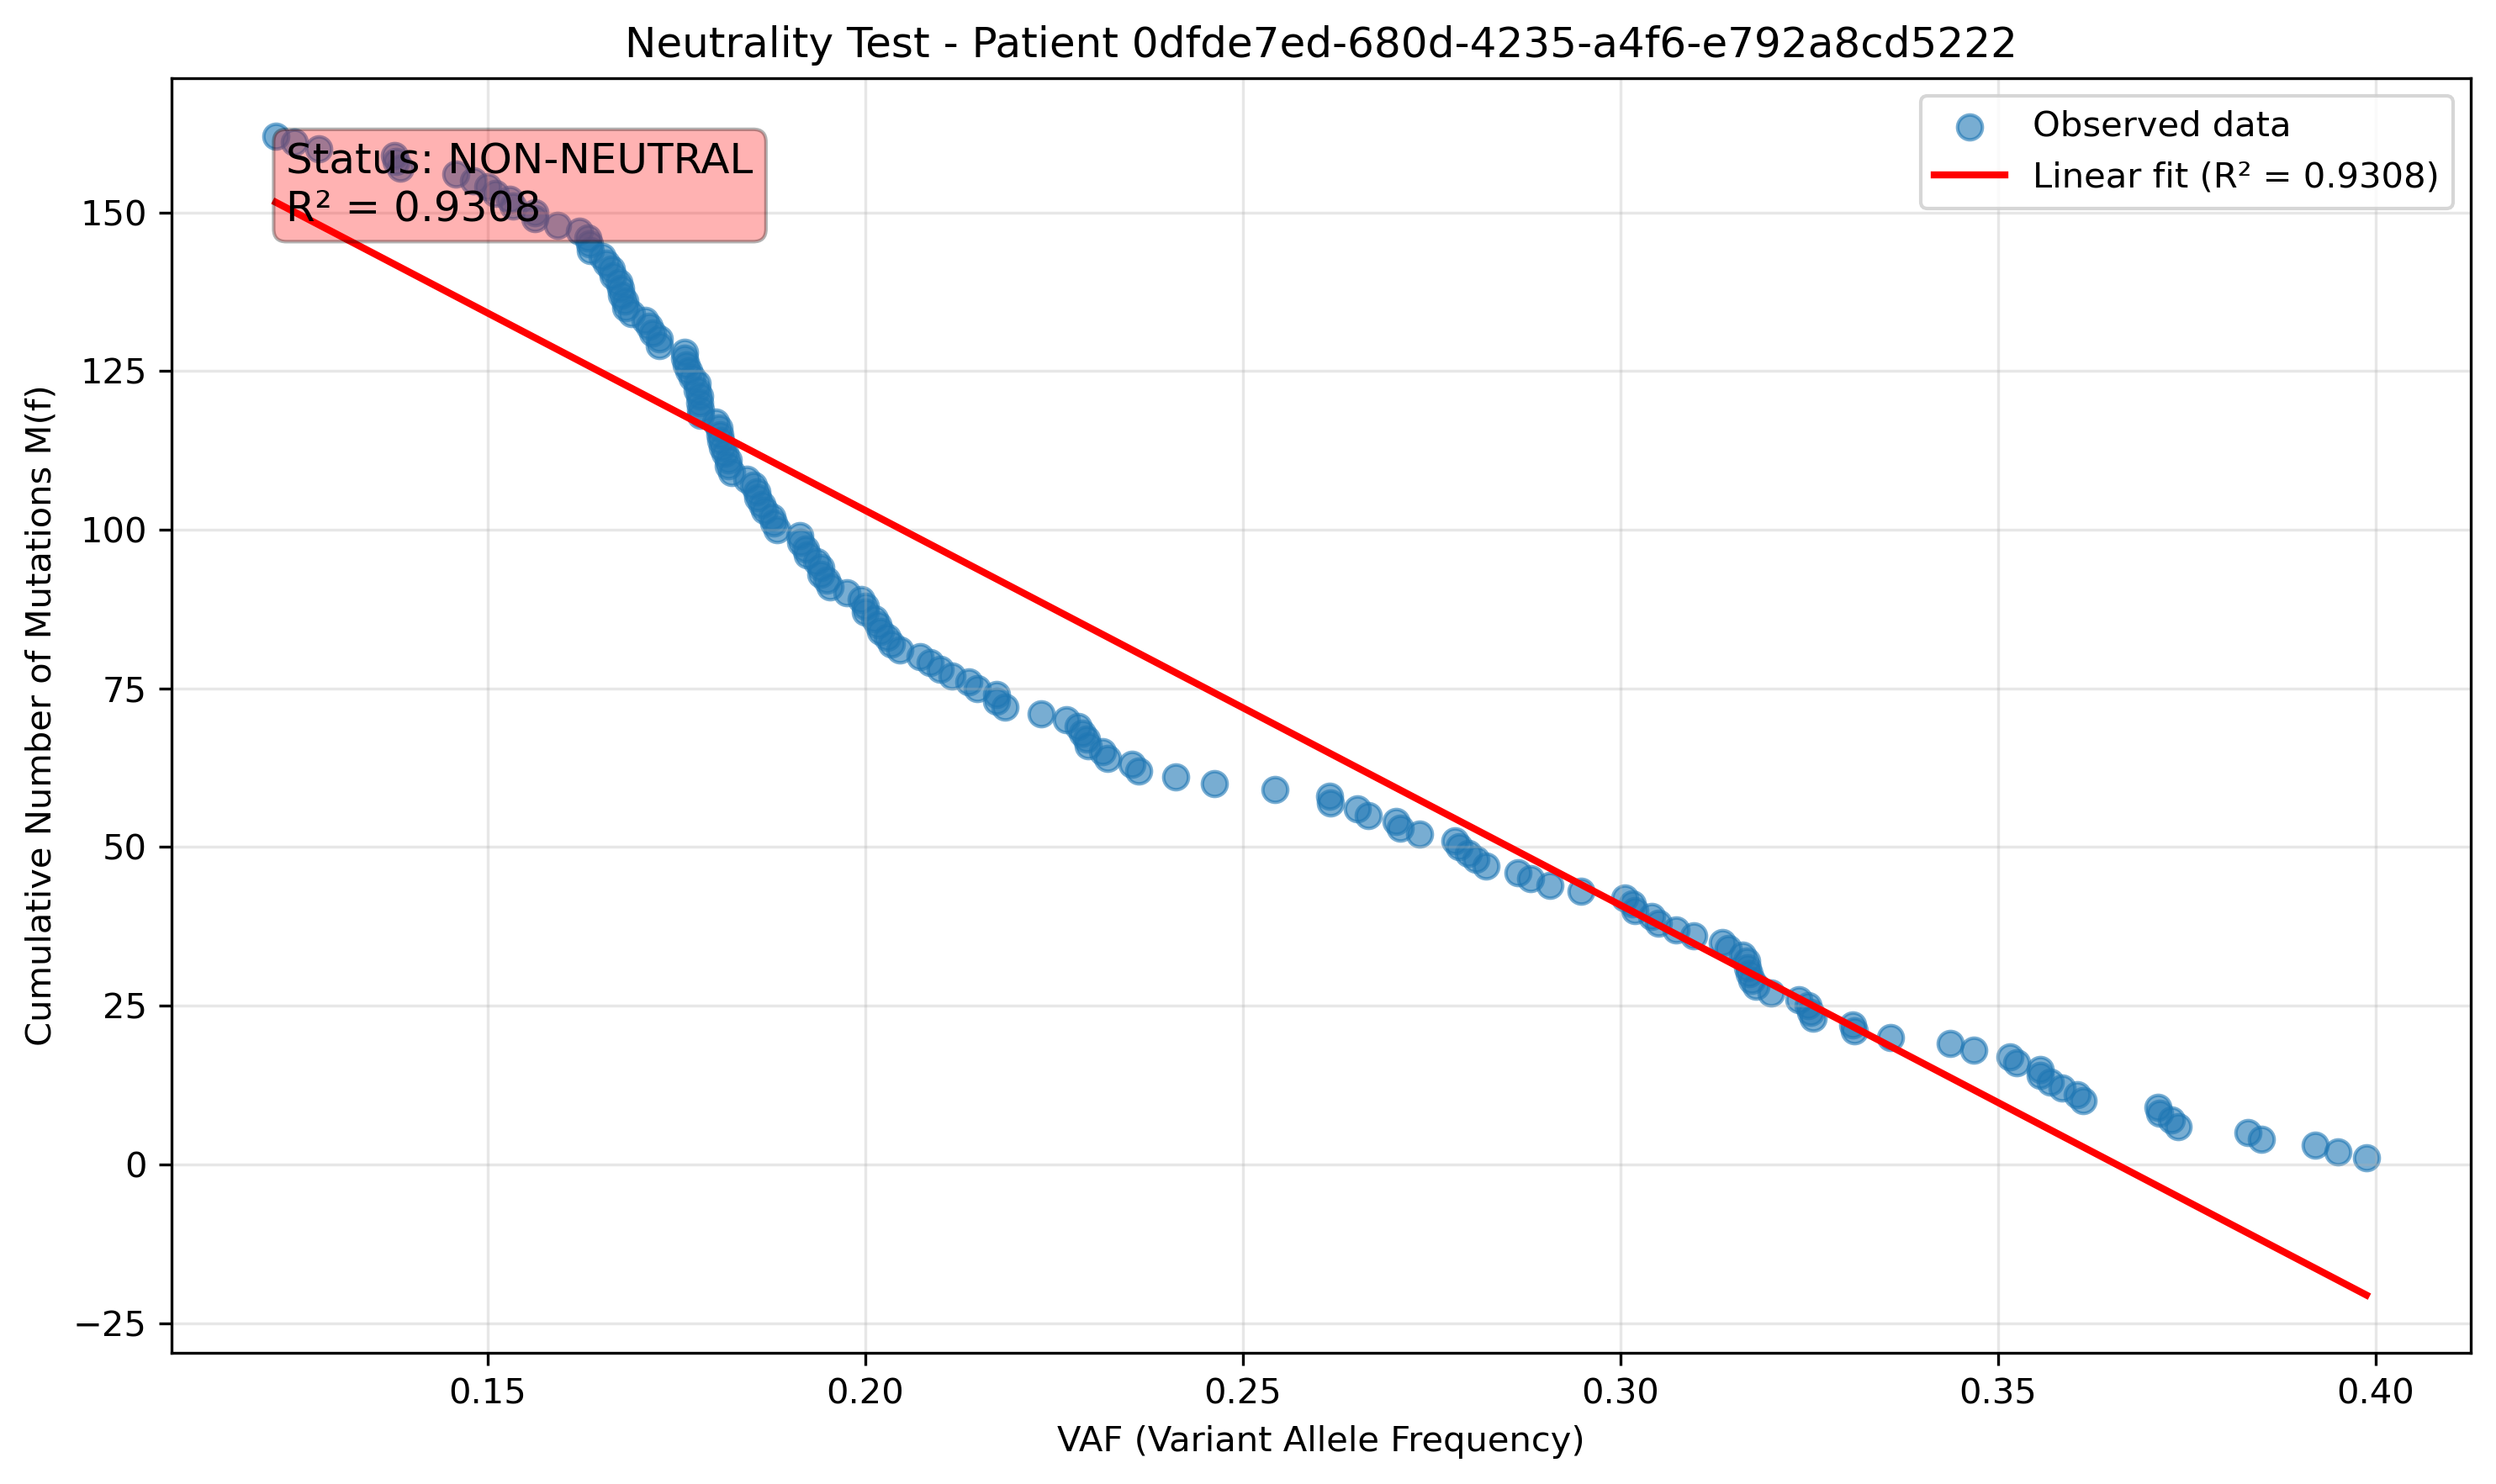 Neutrality Test - Patient 0dfde7ed-680d-4235-a4f6-e792a8cd5222
Observed data
Linear fit (R² = 0.9308)
Status: NON-NEUTRAL
R² = 0.9308
Cumulative Number of Mutations M(f)
150
125
100
75
50
25
0
−25
0.15
0.20
0.25
0.30
0.35
0.40
VAF (Variant Allele Frequency)